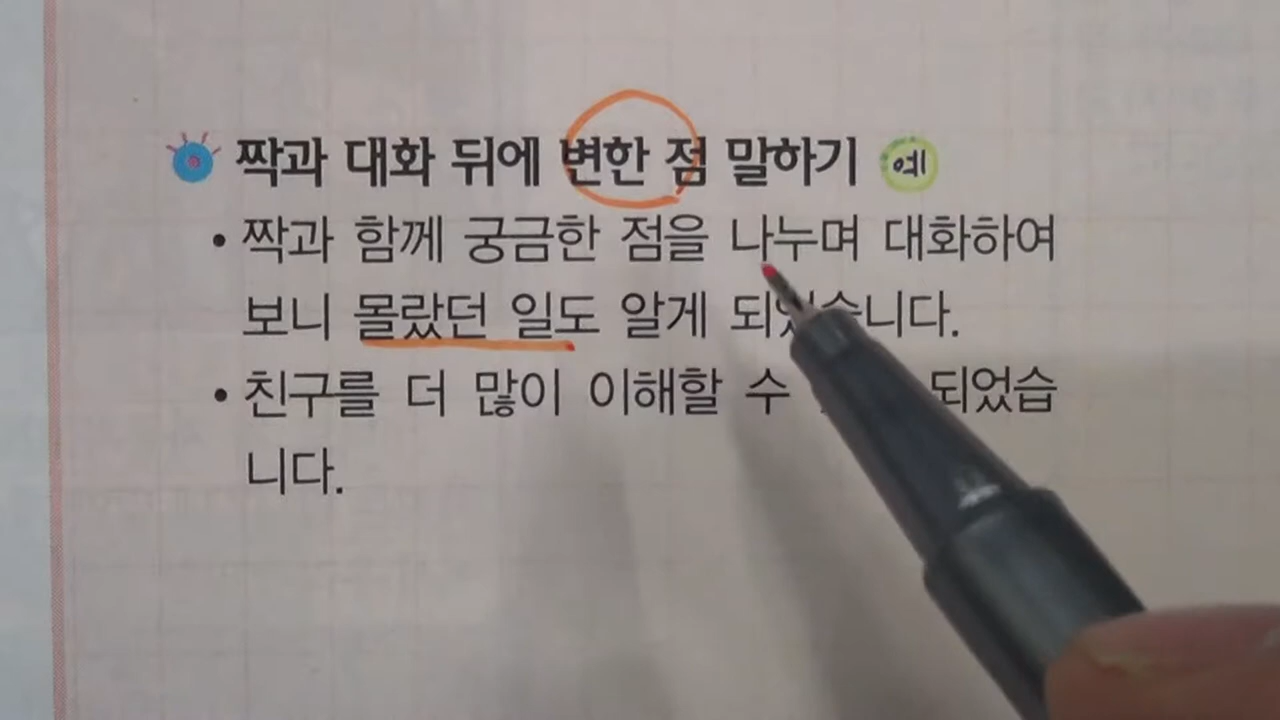 짝과 대화 뒤에 변한 점 말하기 예
• 짝과 함께 궁금한 점을 나누며 대화하여
보니 몰랐던 일도 알게 되었습니다.
• 친구를 더 많이 이해할 수 되었습
니다.